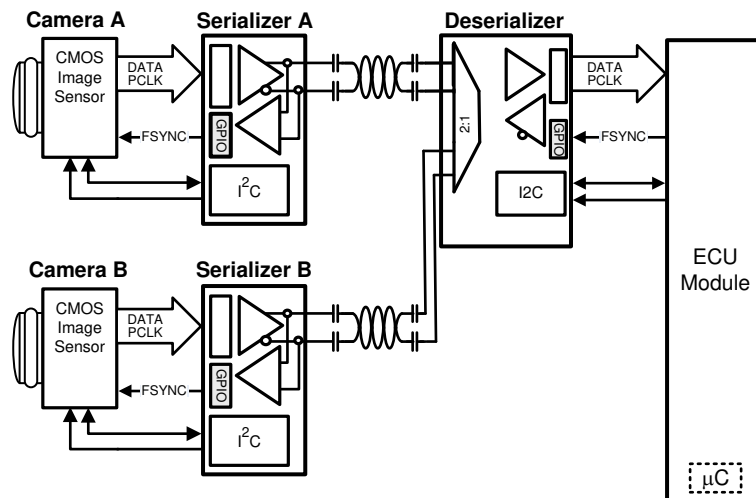 Camera A
Serializer A
Deserializer
CMOS
Image
Sensor
DATA
PCLK
FSYNC
GPIO
I²C
2:1
DATA
PCLK
FSYNC
GPIO
I2C
ECU
Module
µC
Camera B
Serializer B
CMOS
Image
Sensor
DATA
PCLK
FSYNC
GPIO
I²C